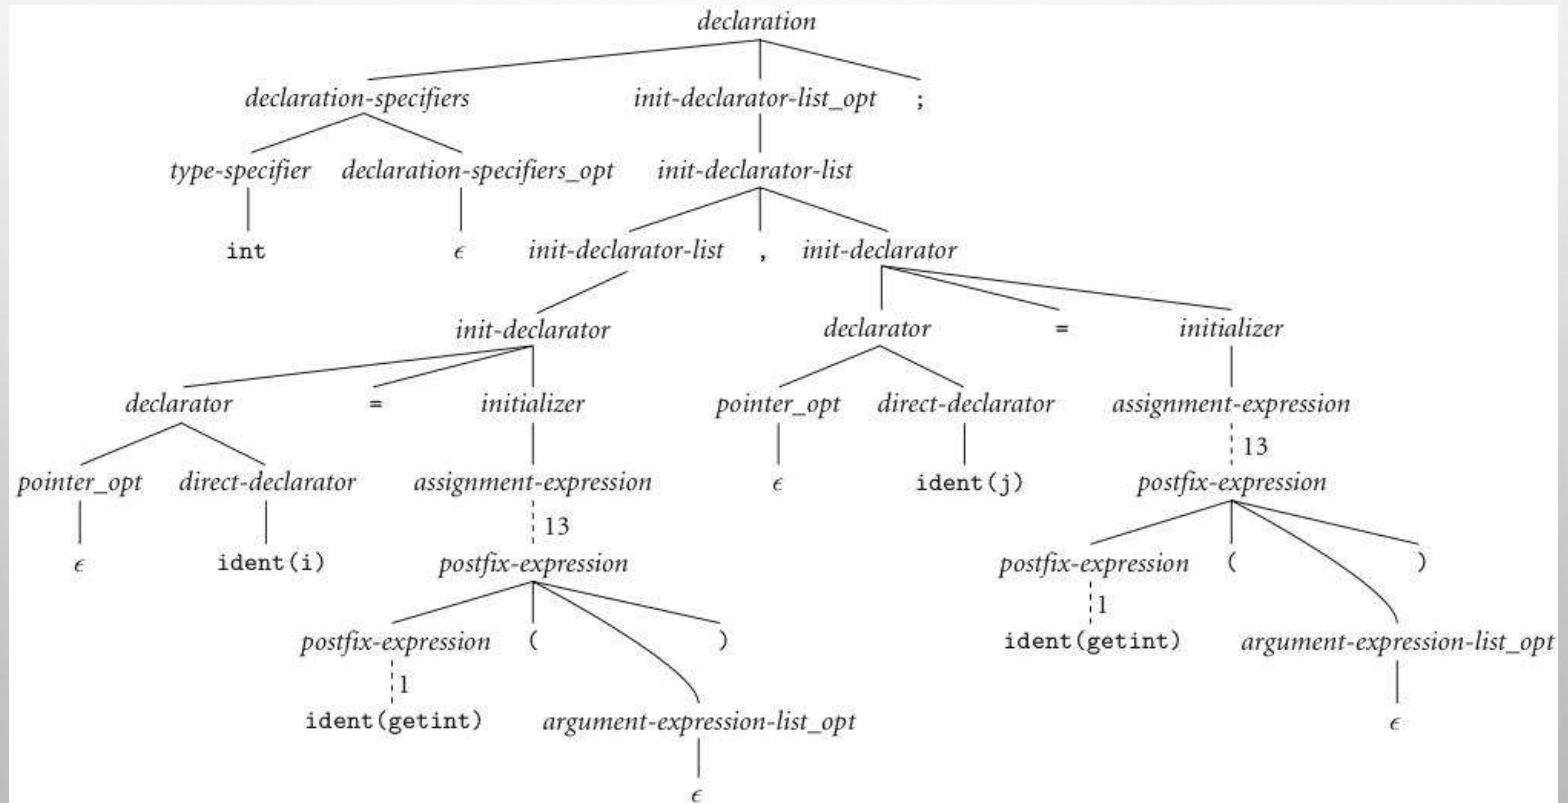 declaration
declaration-specifiers init-declarator-list_opt ;
type-specifier declaration-specifiers_opt init-declarator-list
int ϵ init-declarator-list , init-declarator
init-declarator declarator = initializer
declarator = initializer pointer_opt direct-declarator assignment-expression
13
pointer_opt direct-declarator assignment-expression ϵ ident(j) postfix-expression
13
ϵ ident(i) postfix-expression postfix-expression ( )
1
postfix-expression ( ) ident(getint) argument-expression-list_opt
1
ident(getint) argument-expression-list_opt ϵ
ϵ